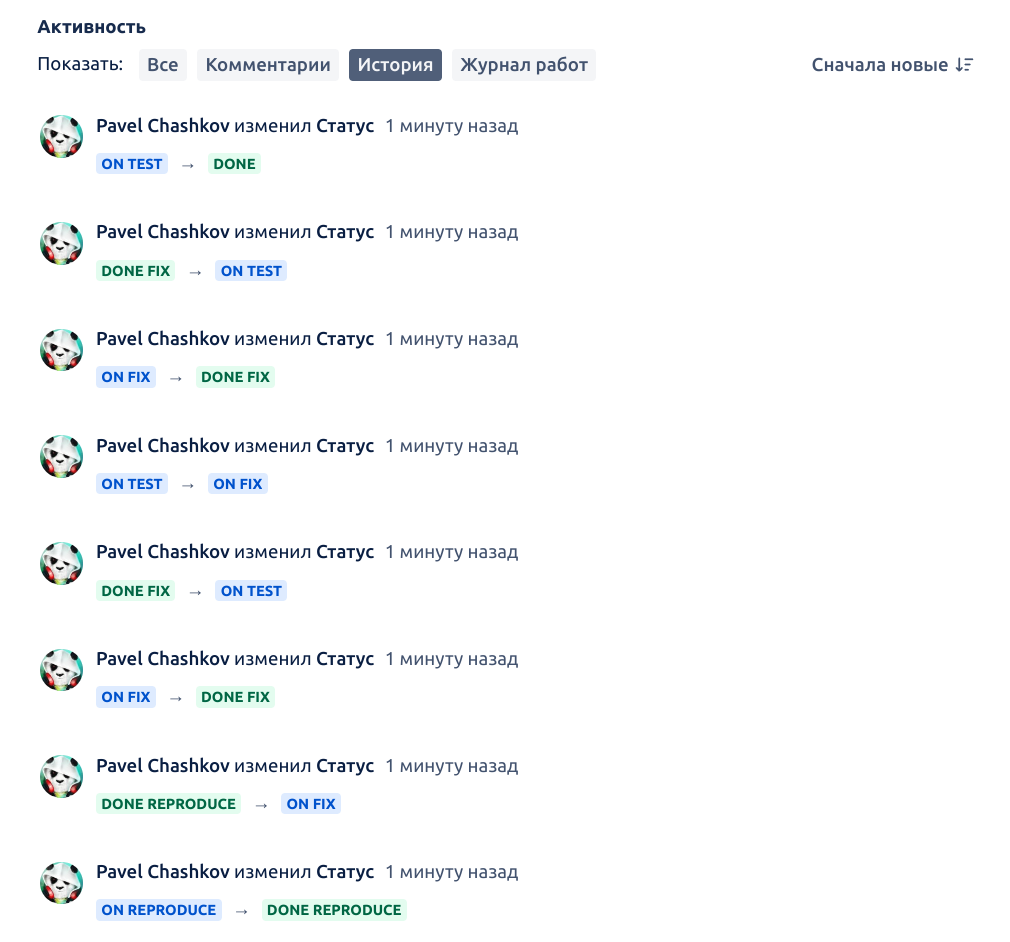 Активность
Показать: Все Комментарии История Журнал работ Сначала новые
Pavel Chashkov изменил Статус 1 минуту назад
ON TEST → DONE
Pavel Chashkov изменил Статус 1 минуту назад
DONE FIX → ON TEST
Pavel Chashkov изменил Статус 1 минуту назад
ON FIX → DONE FIX
Pavel Chashkov изменил Статус 1 минуту назад
ON TEST → ON FIX
Pavel Chashkov изменил Статус 1 минуту назад
DONE FIX → ON TEST
Pavel Chashkov изменил Статус 1 минуту назад
ON FIX → DONE FIX
Pavel Chashkov изменил Статус 1 минуту назад
DONE REPRODUCE → ON FIX
Pavel Chashkov изменил Статус 1 минуту назад
ON REPRODUCE → DONE REPRODUCE